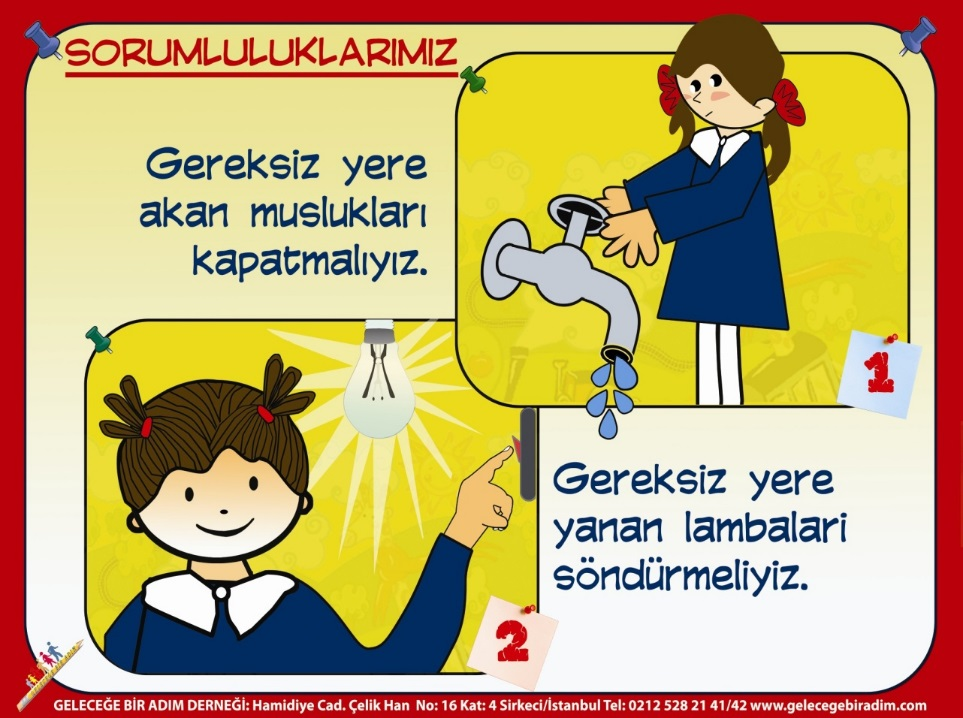 SORUMLULUKLARIMIZ
Gereksiz yere
akan muslukları
kapatmalıyız.
1
Gereksiz yere
yanan lambalari
söndürmeliyiz.
2
GELECEĞE BİR ADIM DERNEĞİ: Hamidiye Cad. Çelik Han No: 16 Kat: 4 Sirkeci/İstanbul Tel: 0212 528 21 41/42 www.gelecegebiradim.com